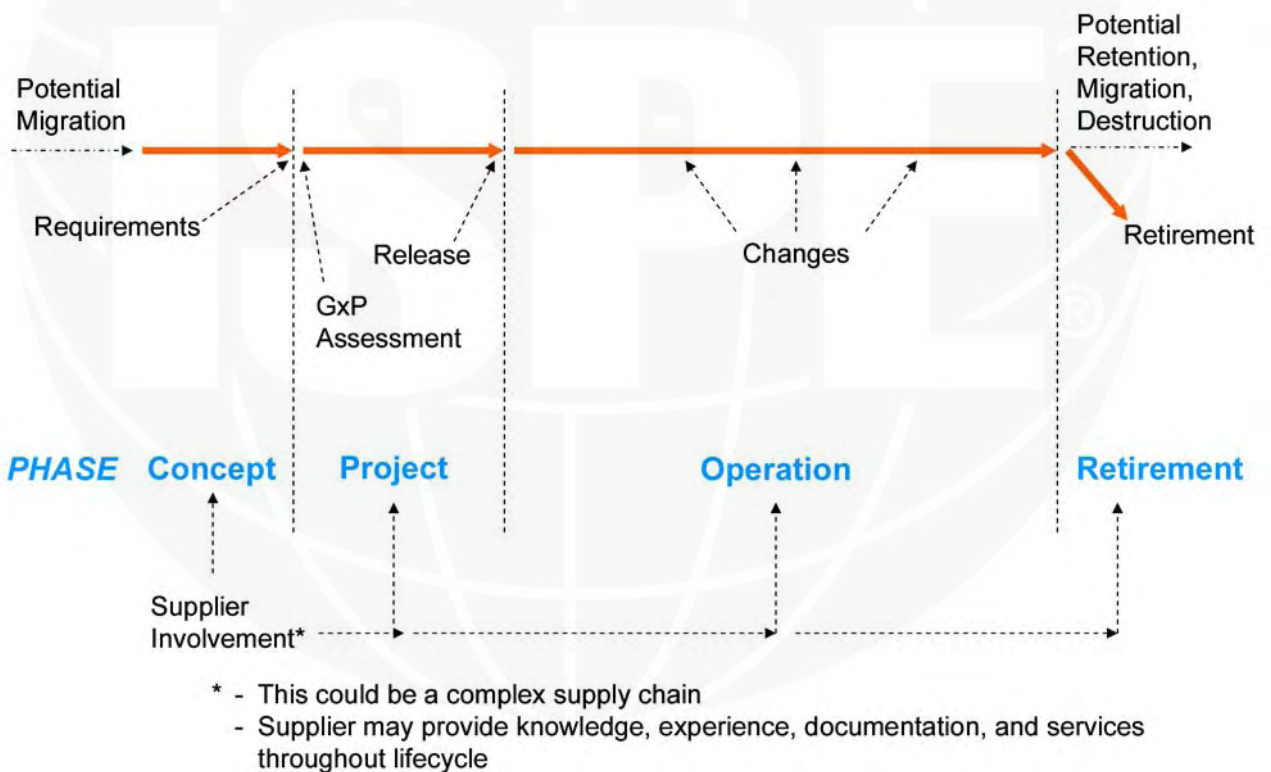 ISPE
®
Potential
Migration
Potential
Retention,
Migration,
Destruction
Requirements
Release
Changes
Retirement
GxP
Assessment
PHASE Concept Project Operation Retirement
Supplier
Involvement*
* - This could be a complex supply chain
- Supplier may provide knowledge, experience, documentation, and services
throughout lifecycle